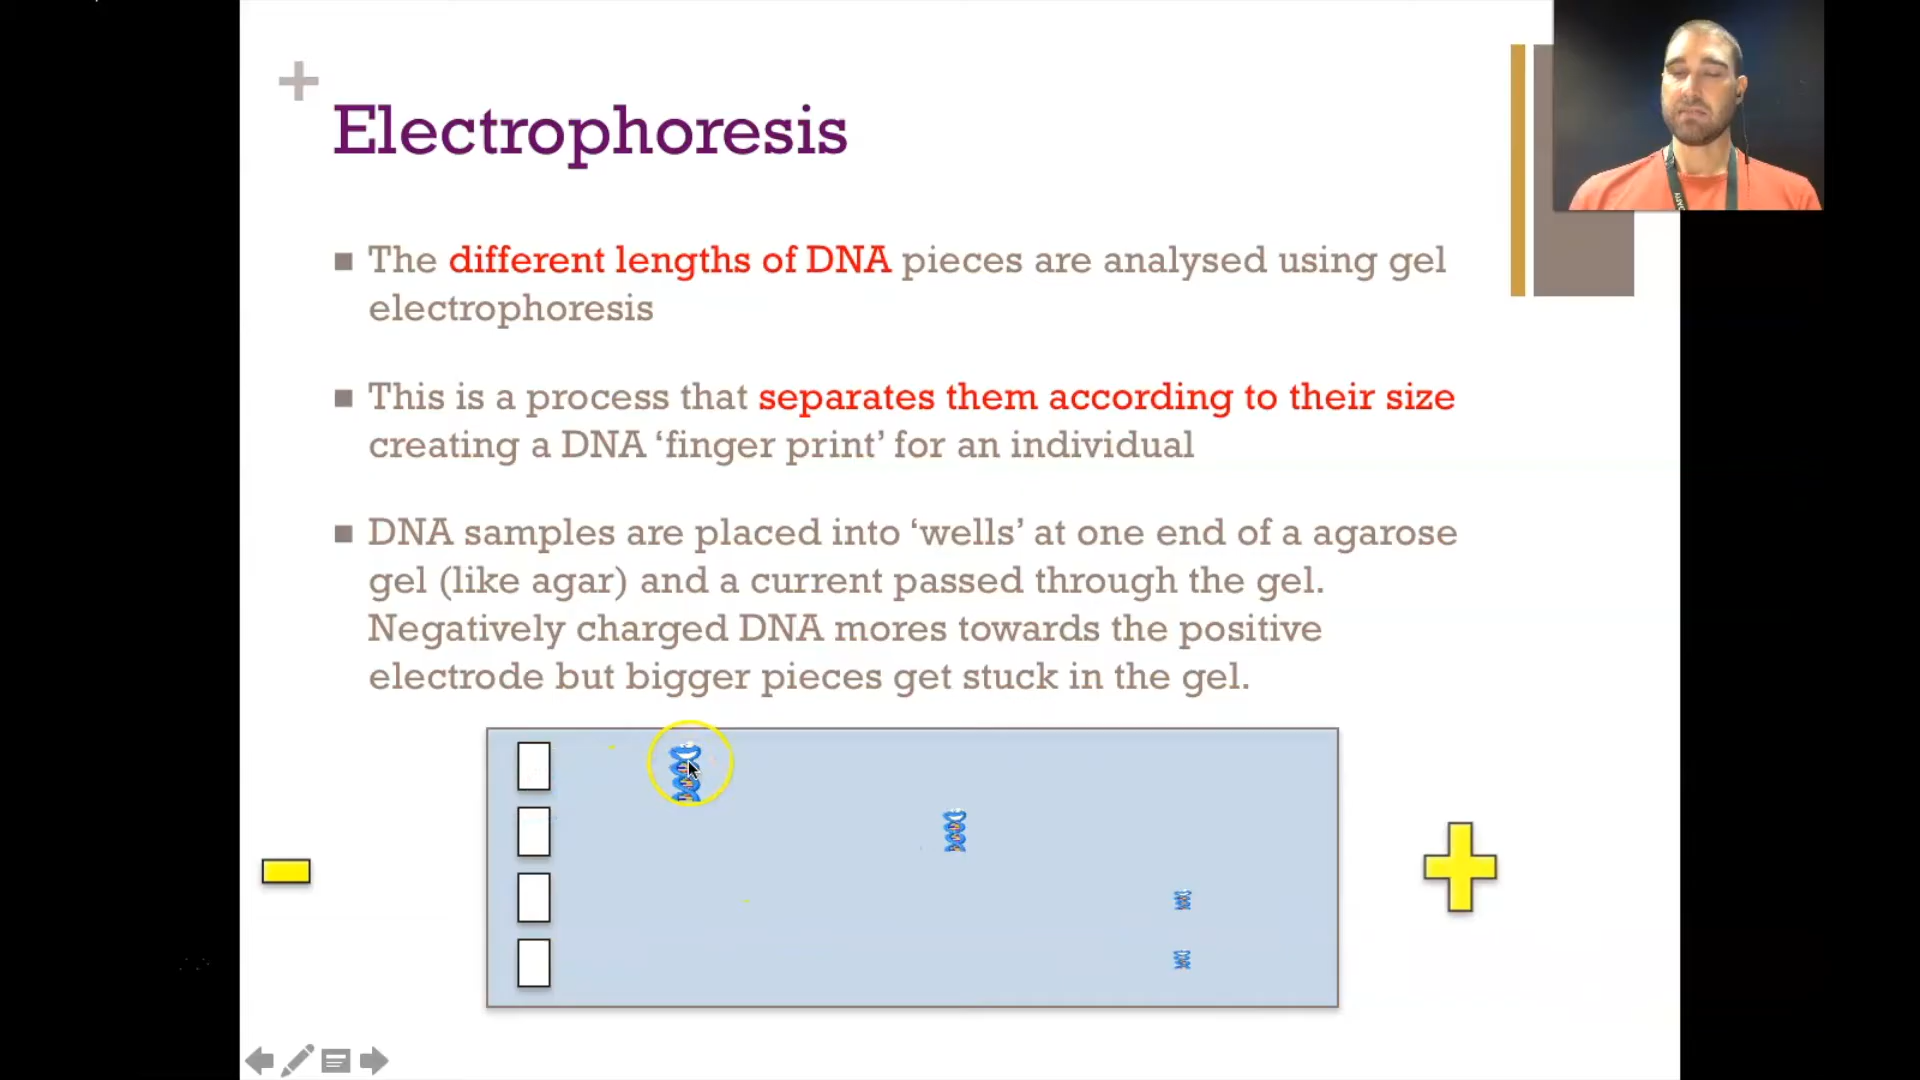 Electrophoresis
The different lengths of DNA pieces are analysed using gel
electrophoresis
This is a process that separates them according to their size
creating a DNA ‘finger print’ for an individual
DNA samples are placed into ‘wells’ at one end of a agarose
gel (like agar) and a current passed through the gel.
Negatively charged DNA mores towards the positive
electrode but bigger pieces get stuck in the gel.